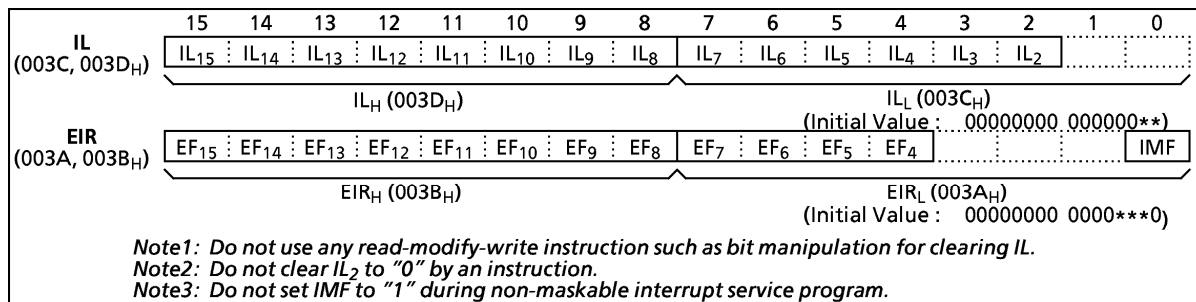 15 14 13 12 11 10 9 8 7 6 5 4 3 2 1 0
IL
(003C, 003DH)
IL15 IL14 IL13 IL12 IL11 IL10 IL9 IL8 IL7 IL6 IL5 IL4 IL3 IL2
ILH (003DH) ILL (003CH)
(Initial Value : 00000000 000000**)
EIR
(003A, 003BH)
EF15 EF14 EF13 EF12 EF11 EF10 EF9 EF8 EF7 EF6 EF5 EF4 IMF
EIRH (003BH) EIRL (003AH)
(Initial Value : 00000000 0000***0)
Note1: Do not use any read-modify-write instruction such as bit manipulation for clearing IL.
Note2: Do not clear IL2 to "0" by an instruction.
Note3: Do not set IMF to "1" during non-maskable interrupt service program.